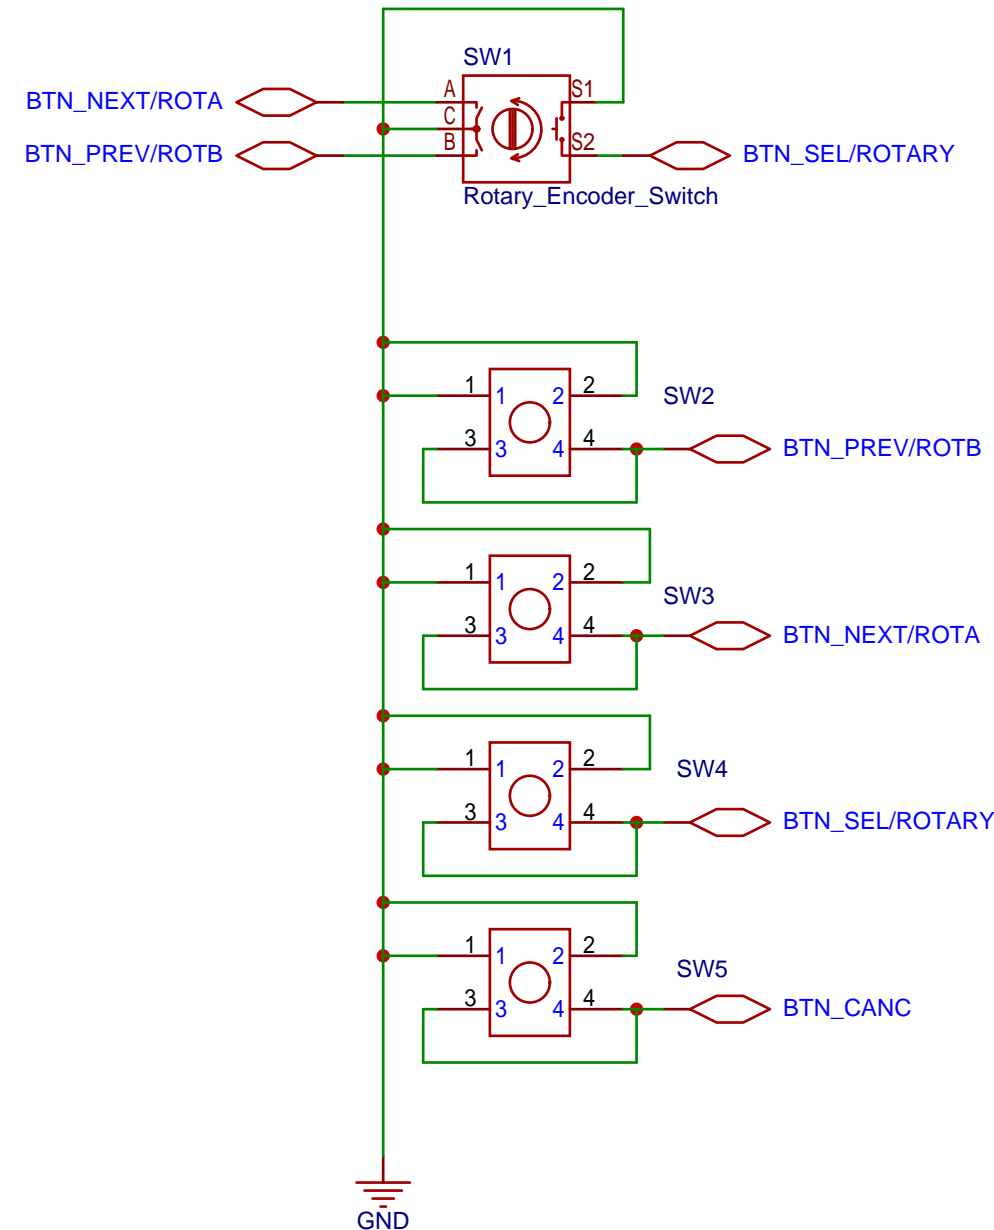 SW1
BTN_NEXT/ROTA A S1
C
BTN_PREV/ROTB B S2 BTN_SEL/ROTARY
Rotary_Encoder_Switch
1 1 2 2 SW2
3 3 4 4 BTN_PREV/ROTB
1 1 2 2 SW3
3 3 4 4 BTN_NEXT/ROTA
1 1 2 2 SW4
3 3 4 4 BTN_SEL/ROTARY
1 1 2 2 SW5
3 3 4 4 BTN_CANC
GND